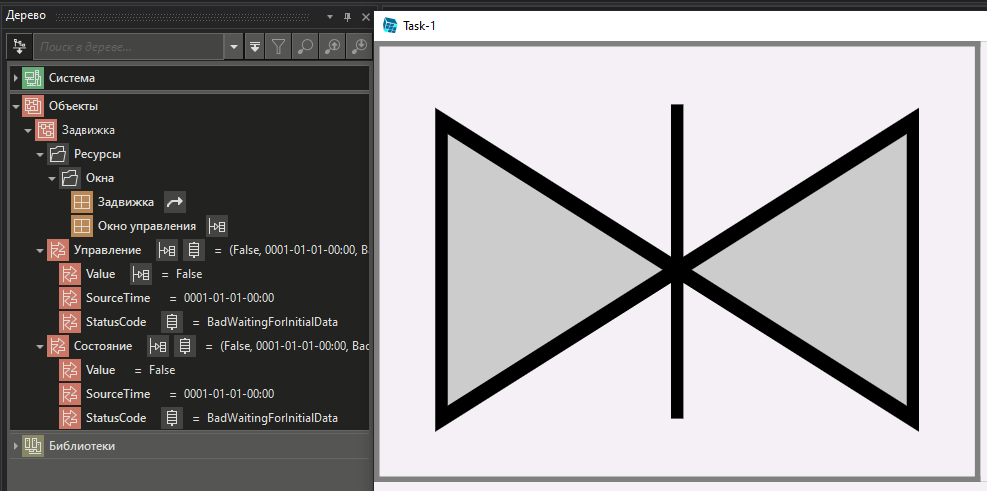 Дерево
Task-1
Поиск в дереве...
Система
Объекты
Задвижка
Ресурсы
Окна
Задвижка
Окно управления
Управление = (False, 0001-01-01-00:00, Ba
Value = False
SourceTime = 0001-01-01-00:00
StatusCode = BadWaitingForInitialData
Состояние = (False, 0001-01-01-00:00, Bad
Value = False
SourceTime = 0001-01-01-00:00
StatusCode = BadWaitingForInitialData
Библиотеки